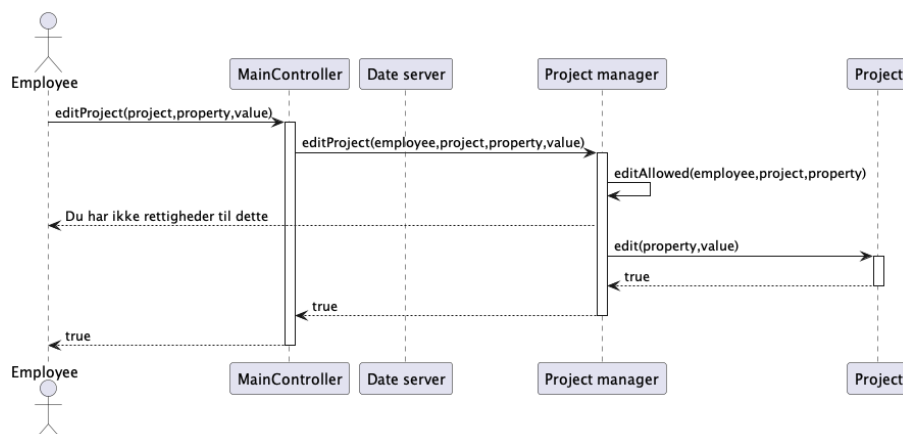 Employee
MainController
Date server
Project manager
Project
editProject(project,property,value)
editProject(employee,project,property,value)
editAllowed(employee,project,property)
Du har ikke rettigheder til dette
edit(property,value)
true
true
true
Employee
MainController
Date server
Project manager
Project